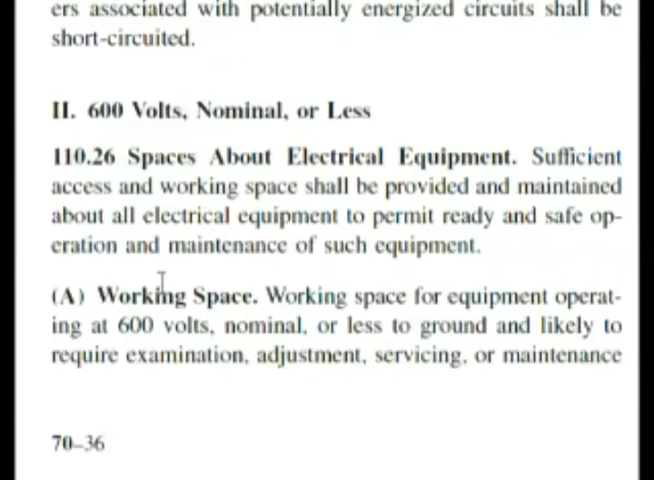 ers associated with potentially energized circuits shall be
short-circuited.
II. 600 Volts, Nominal, or Less
110.26 Spaces About Electrical Equipment. Sufficient
access and working space shall be provided and maintained
about all electrical equipment to permit ready and safe op-
eration and maintenance of such equipment.
(A) Working Space. Working space for equipment operat-
ing at 600 volts, nominal, or less to ground and likely to
require examination, adjustment, servicing, or maintenance
70–36